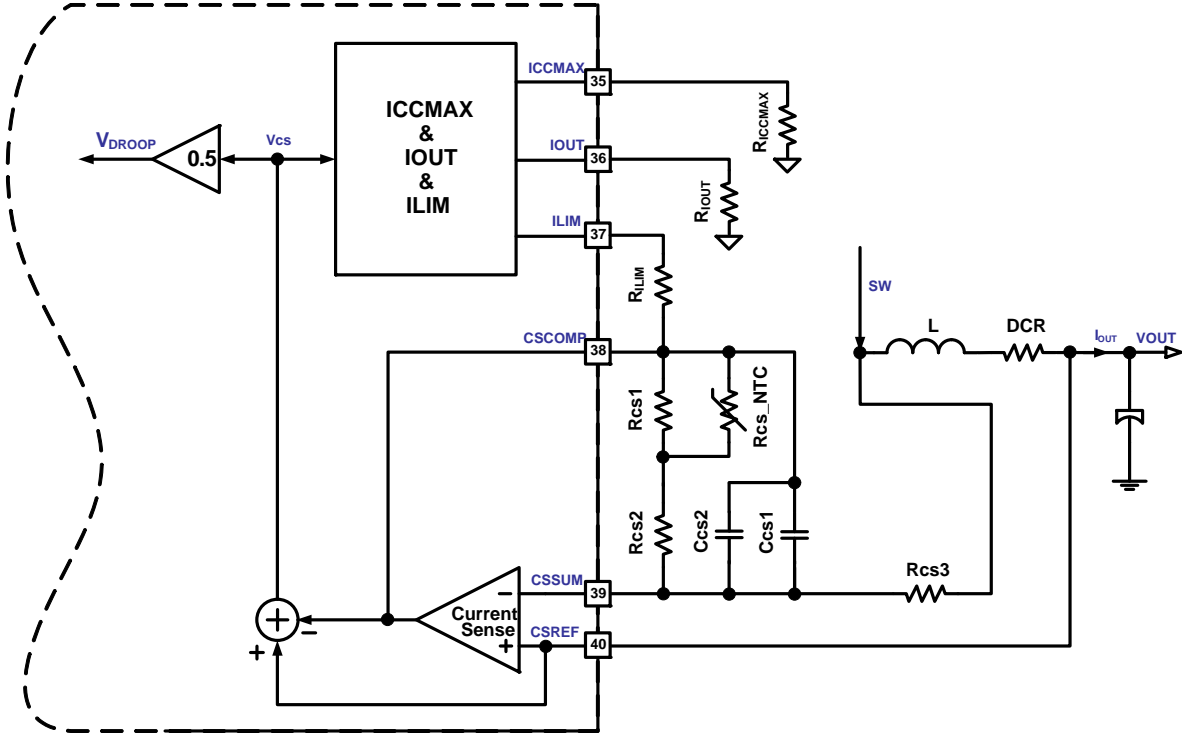 ICCMAX
35
RICCMAX
ICCMAX
&
IOUT
&
ILIM
VDROOP
0.5
Vcs
IOUT
36
RIOUT
ILIM
37
RILIM
SW
L
DCR
IOUT
VOUT
CSCOMP
38
Rcs1
Rcs_NTC
Rcs2
Ccs2
Ccs1
Rcs3
CSSUM
39
Current
Sense
-
+
CSREF
40
+
−
+